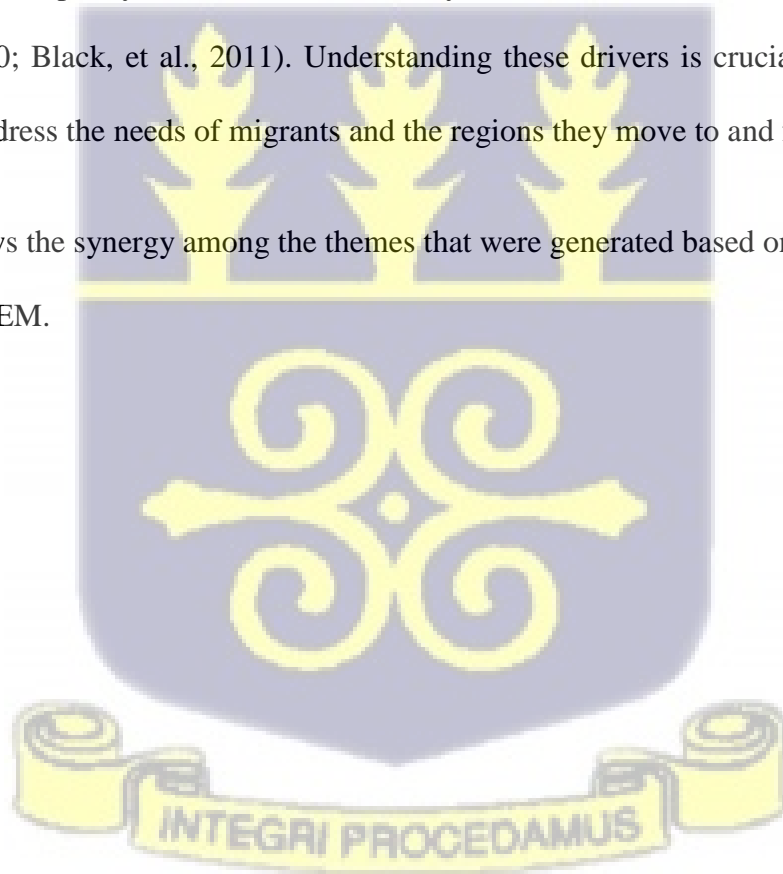 0; Black, et al., 2011). Understanding these drivers is crucia
dress the needs of migrants and the regions they move to and
s the synergy among the themes that were generated based or
EM.
INTEGRI PROCEDAMUS